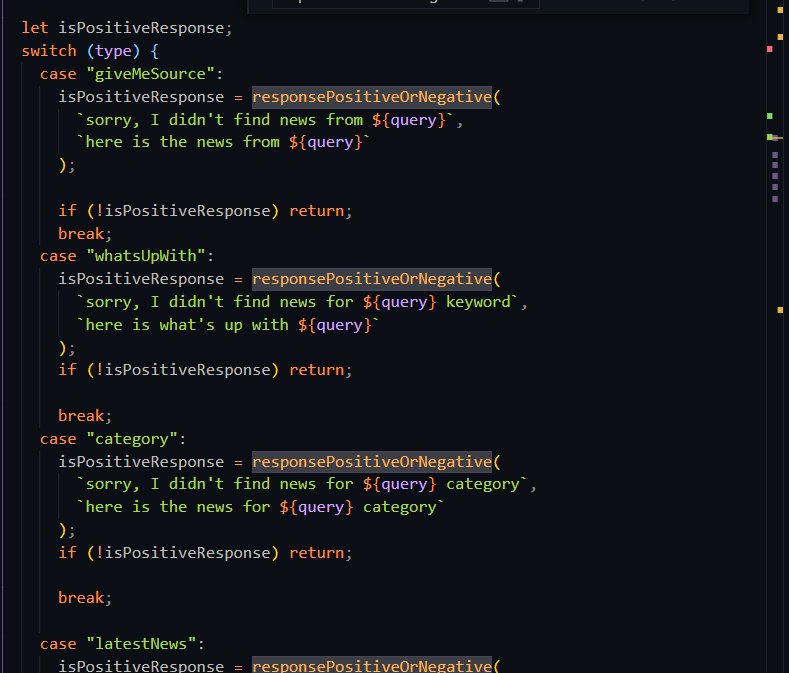 let isPositiveResponse;
switch (type) {
case "giveMeSource":
isPositiveResponse = responsePositiveOrNegative(
`sorry, I didn't find news from ${query}`,
`here is the news from ${query}`
);
if (!isPositiveResponse) return;
break;
case "whatsUpWith":
isPositiveResponse = responsePositiveOrNegative(
`sorry, I didn't find news for ${query} keyword`,
`here is what's up with ${query}`
);
if (!isPositiveResponse) return;
break;
case "category":
isPositiveResponse = responsePositiveOrNegative(
`sorry, I didn't find news for ${query} category`,
`here is the news for ${query} category`
);
if (!isPositiveResponse) return;
break;
case "latestNews":
isPositiveResponse = responsePositiveOrNegative(